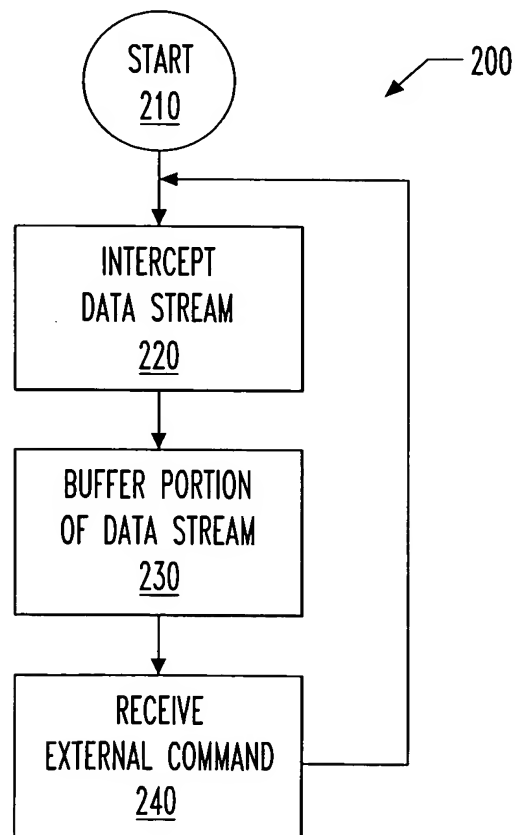 START
210
200
INTERCEPT
DATA STREAM
220
BUFFER PORTION
OF DATA STREAM
230
RECEIVE
EXTERNAL COMMAND
240